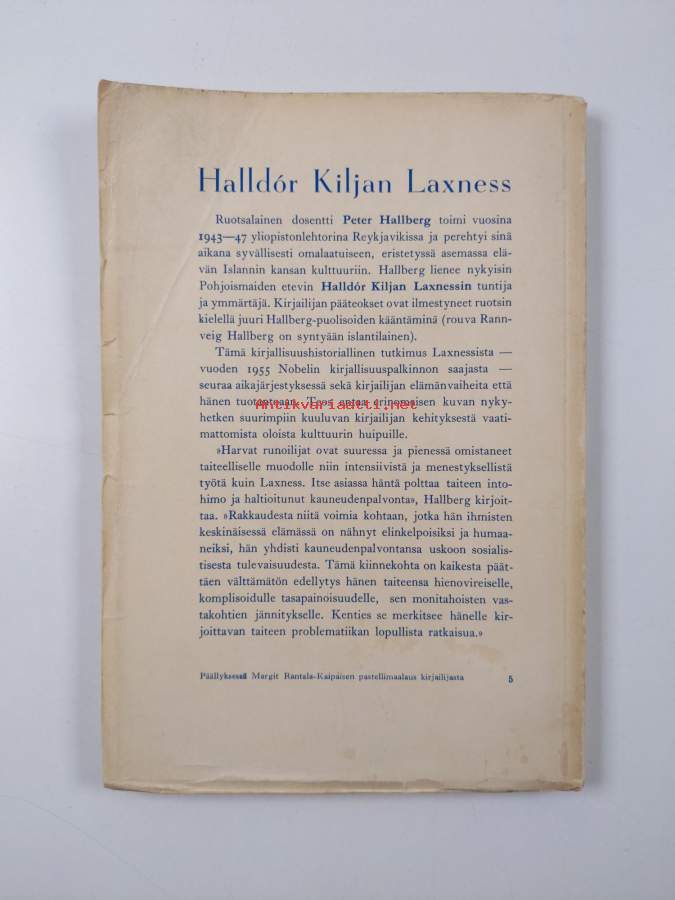 Halldór Kiljan Laxness
Ruotsalainen dosentti Peter Hallberg toimi vuosina
1943—47 yliopistonlehtorina Reykjavikissa ja perehtyi sinä
aikana syvällisesti omalaatuiseen, eristetyssä asemassa elä-
vän Islannin kansan kulttuuriin. Hallberg lienee nykyisin
Pohjoismaiden etevin Halldór Kiljan Laxnessin tuntija
ja ymmärtäjä. Kirjailijan pääteokset ovat ilmestyneet ruotsin
kielellä juuri Hallberg-puolisoiden kääntäminä (rouva Rann-
veig Hallberg on syntyään islantilainen).
Tämä kirjallisuushistoriallinen tutkimus Laxnessista —
vuoden 1955 Nobelin kirjallisuuspalkinnon saajasta —
seuraa aikajärjestyksessä sekä kirjailijan elämänvaiheita että
hänen tuotantoaan. Teos antaa erinomaisen kuvan nyky-
Antikvariaatti.net
hetken suurimpiin kuuluvan kirjailijan kehityksestä vaati-
mattomista oloista kulttuurin huipuille.
»Harvat runoilijat ovat suuressa ja pienessä omistaneet
taiteelliselle muodolle niin intensiivistä ja menestyksellistä
työtä kuin Laxness. Itse asiassa häntä polttaa taiteen into-
himo ja haltioitunut kauneudenpalvonta», Hallberg kirjoit-
taa. »Rakkaudesta niitä voimia kohtaan, jotka hän ihmisten
keskinäisessä elämässä on nähnyt elinkelpoisiksi ja humaa-
neiksi, hän yhdisti kauneudenpalvontansa uskoon sosialis-
tisesta tulevaisuudesta. Tämä kiinnekohta on kaikesta päät-
täen välttämätön edellytys hänen taiteensa hienovireiselle,
komplisoidulle tasapainoisuudelle, sen monitahoisten vas-
takohtien jännitykselle. Kenties se merkitsee hänelle kir-
joittavan taiteen problematiikan lopullista ratkaisua.»
Päällyksessä Margit Rantala-Kaipaisen pastellimaalaus kirjailijasta 5